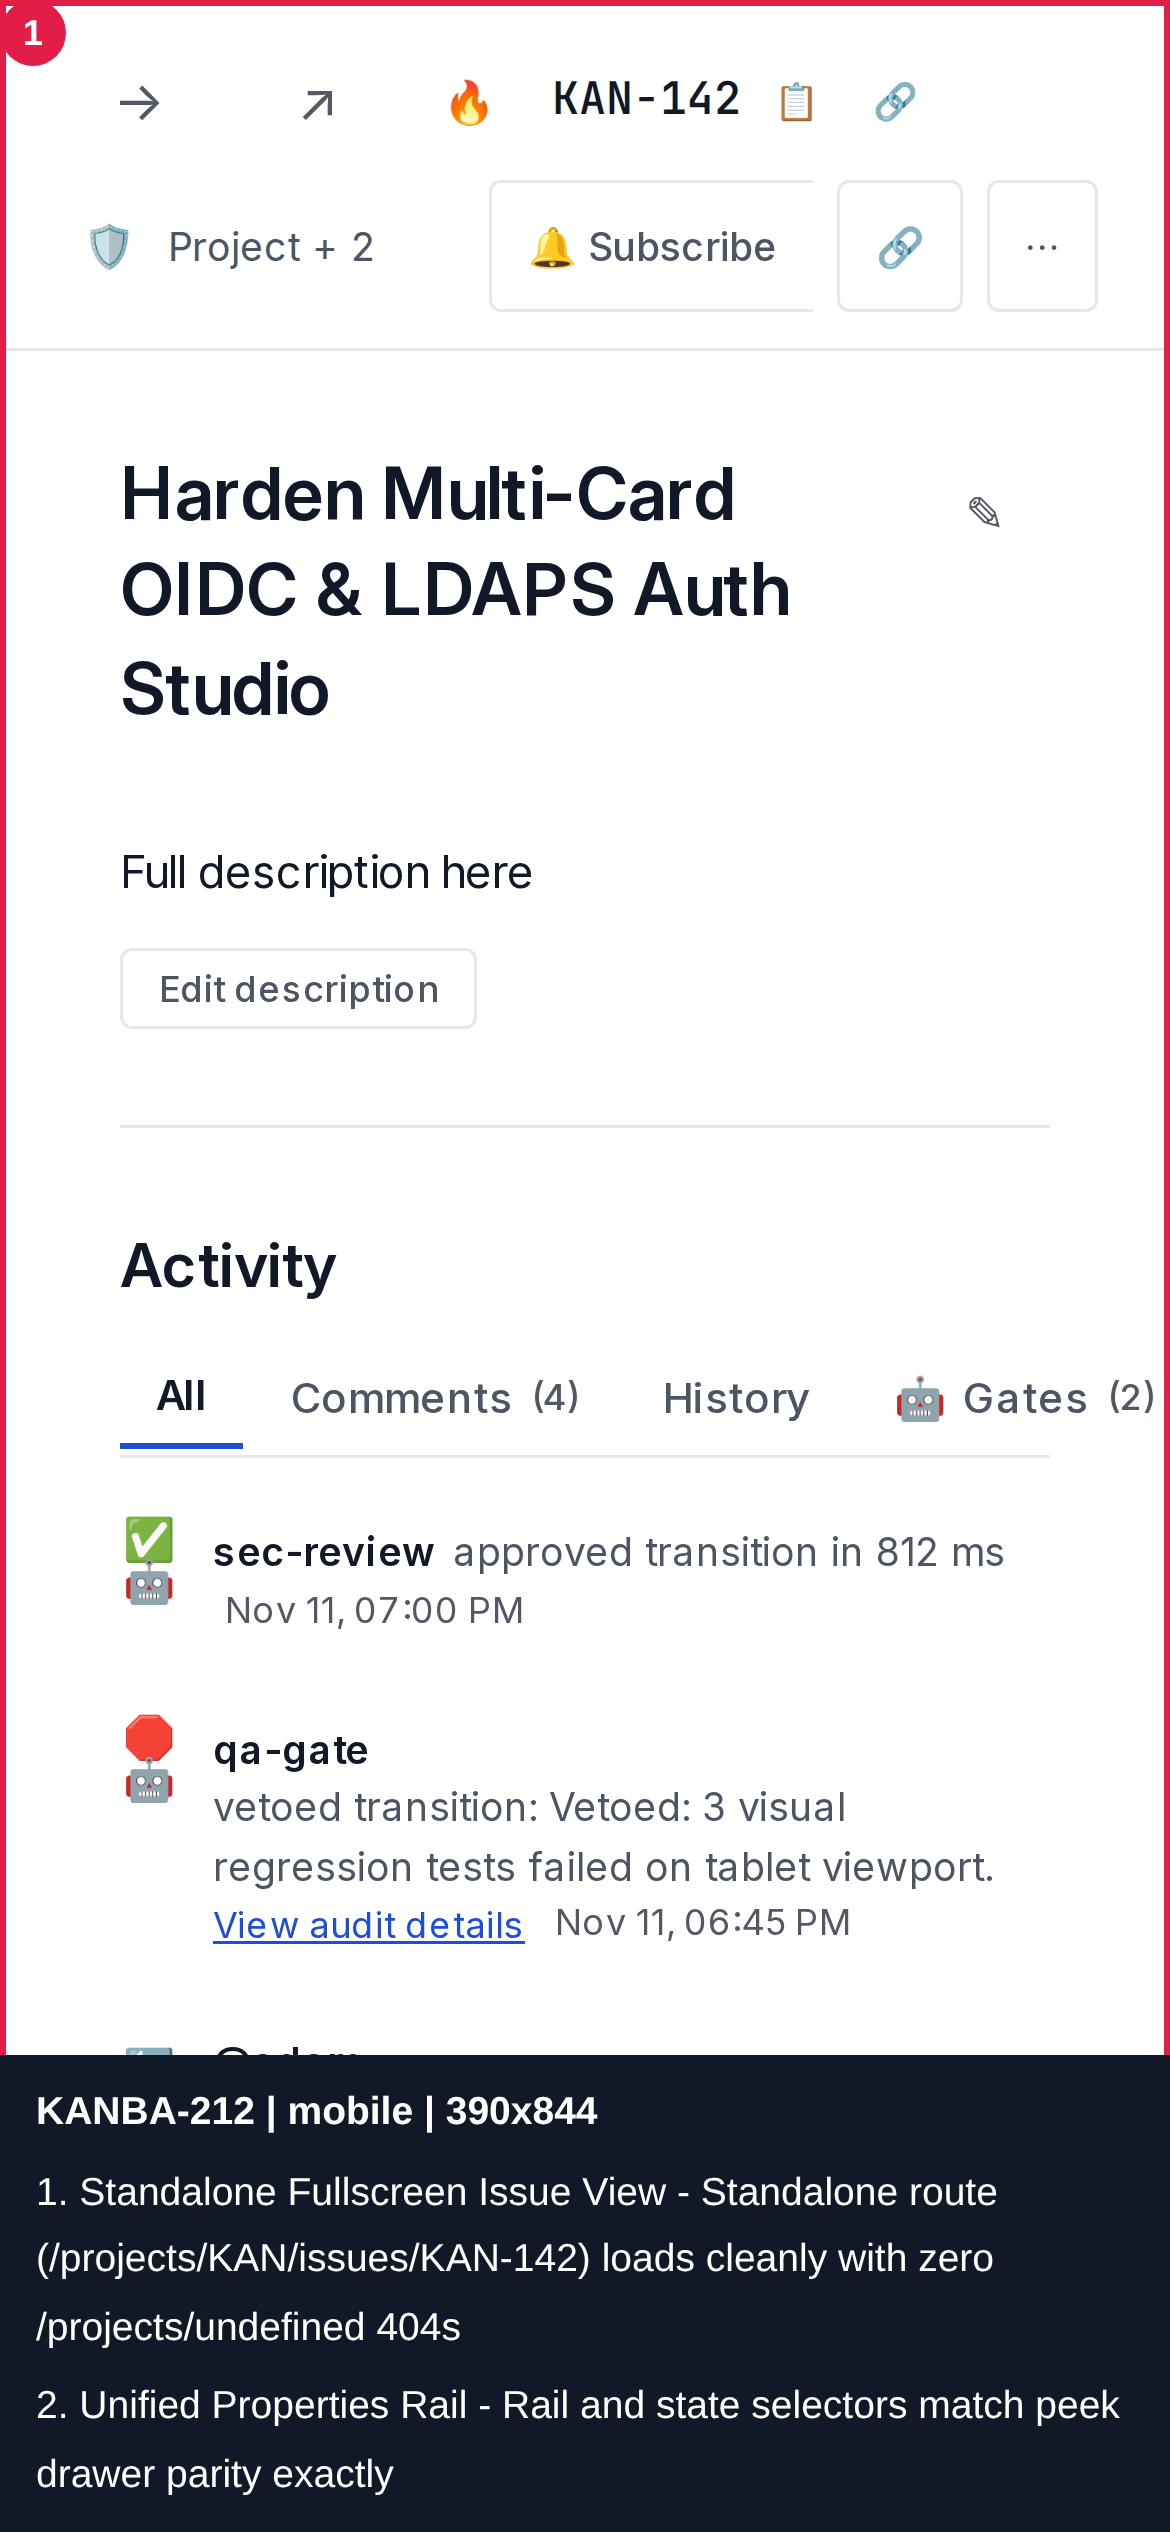 1
KAN-142
Project + 2
Subscribe
...
Harden Multi-Card
OIDC & LDAPS Auth
Studio
Full description here
Edit description
Activity
All Comments (4) History Gates (2)
sec-review approved transition in 812 ms
Nov 11, 07:00 PM
qa-gate
vetoed transition: Vetoed: 3 visual
regression tests failed on tablet viewport.
View audit details Nov 11, 06:45 PM
KANBA-212 | mobile | 390x844
1. Standalone Fullscreen Issue View - Standalone route
(/projects/KAN/issues/KAN-142) loads cleanly with zero
/projects/undefined 404s
2. Unified Properties Rail - Rail and state selectors match peek
drawer parity exactly